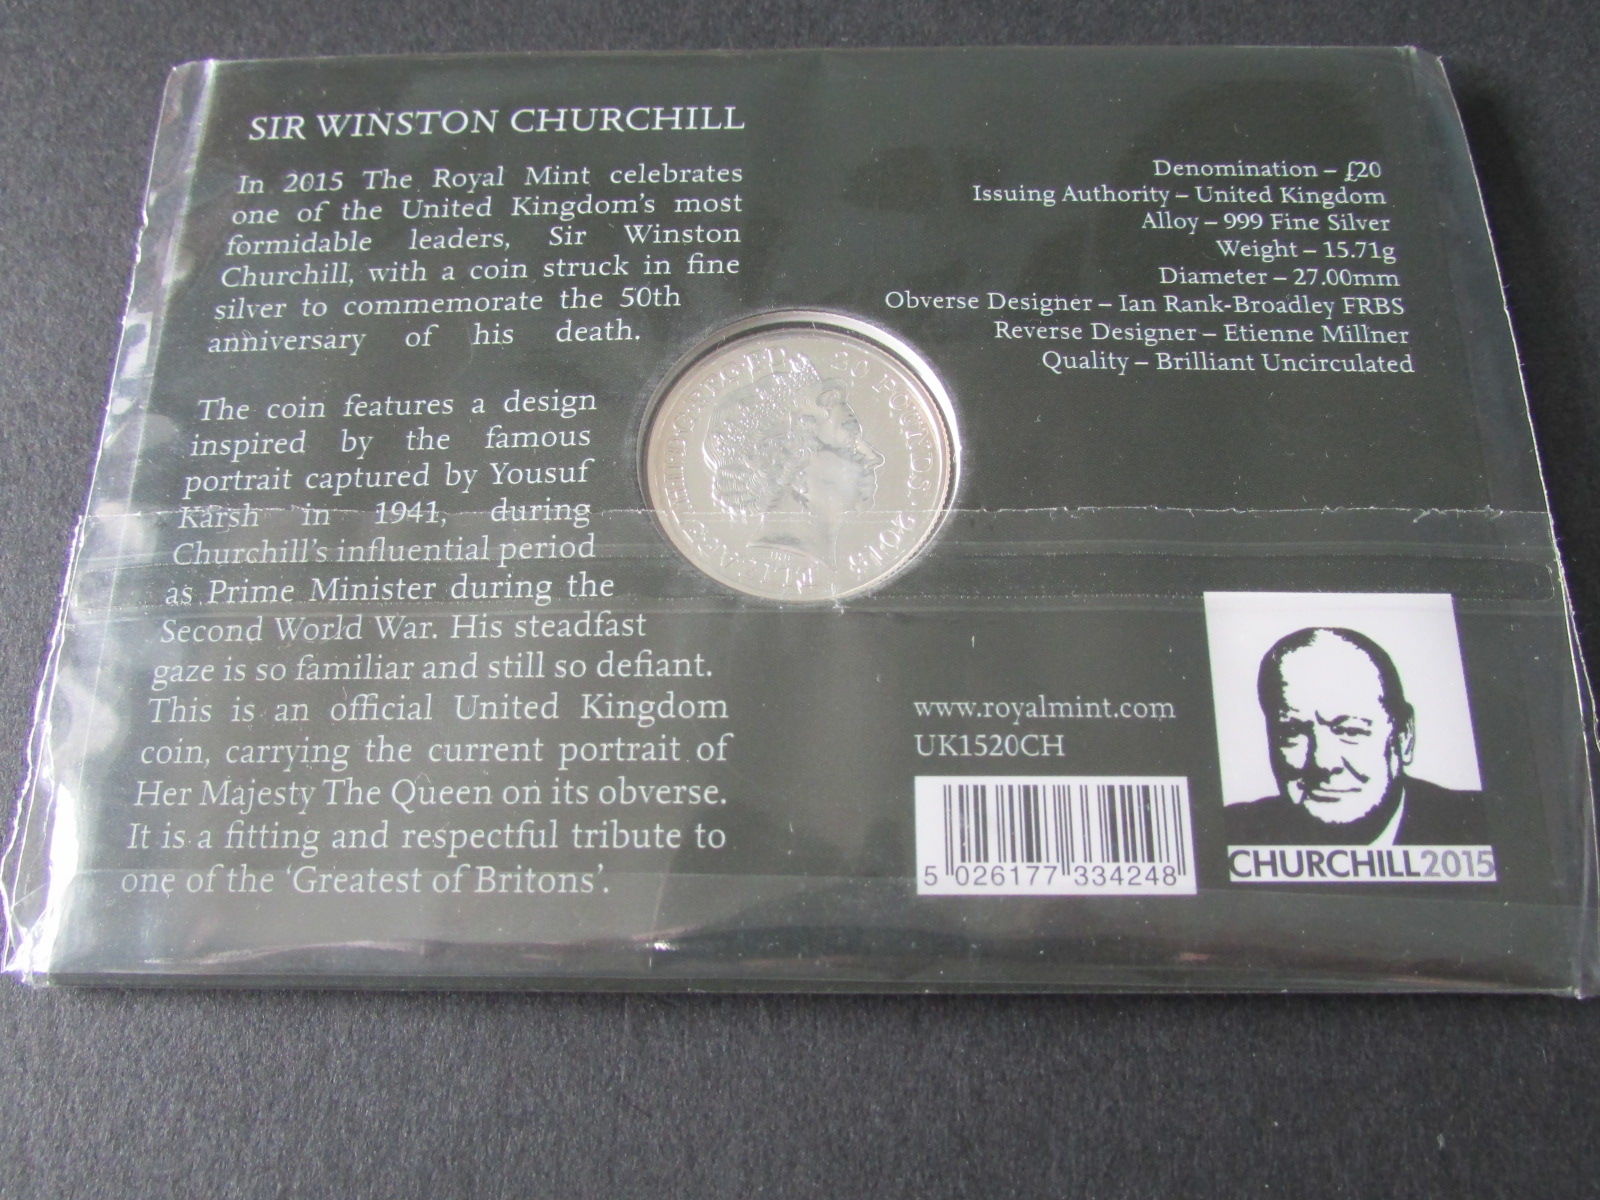 SIR WINSTON CHURCHILL
In 2015 The Royal Mint celebrates
one of the United Kingdom's most
formidable leaders, Sir Winston
Churchill, with a coin struck in fine
silver to commemorate the 50th
anniversary of his death.
The coin features a design
inspired by the famous
portrait captured by Yousuf
Karsh in 1941, during
Churchill's influential period
as Prime Minister during the
Second World War. His steadfast
gaze is so familiar and still so defiant.
This is an official United Kingdom
coin, carrying the current portrait of
Her Majesty The Queen on its obverse.
It is a fitting and respectful tribute to
one of the 'Greatest of Britons'.
Denomination – £20
Issuing Authority – United Kingdom
Alloy – 999 Fine Silver
Weight – 15.71g
Diameter – 27.00mm
Obverse Designer – Ian Rank-Broadley FRBS
Reverse Designer – Etienne Millner
Quality – Brilliant Uncirculated
ELIZABETH·II·D·G·REG·F·D· 20 POUNDS·2015
IRB
www.royalmint.com
UK1520CH
5 026177 334248
CHURCHILL2015